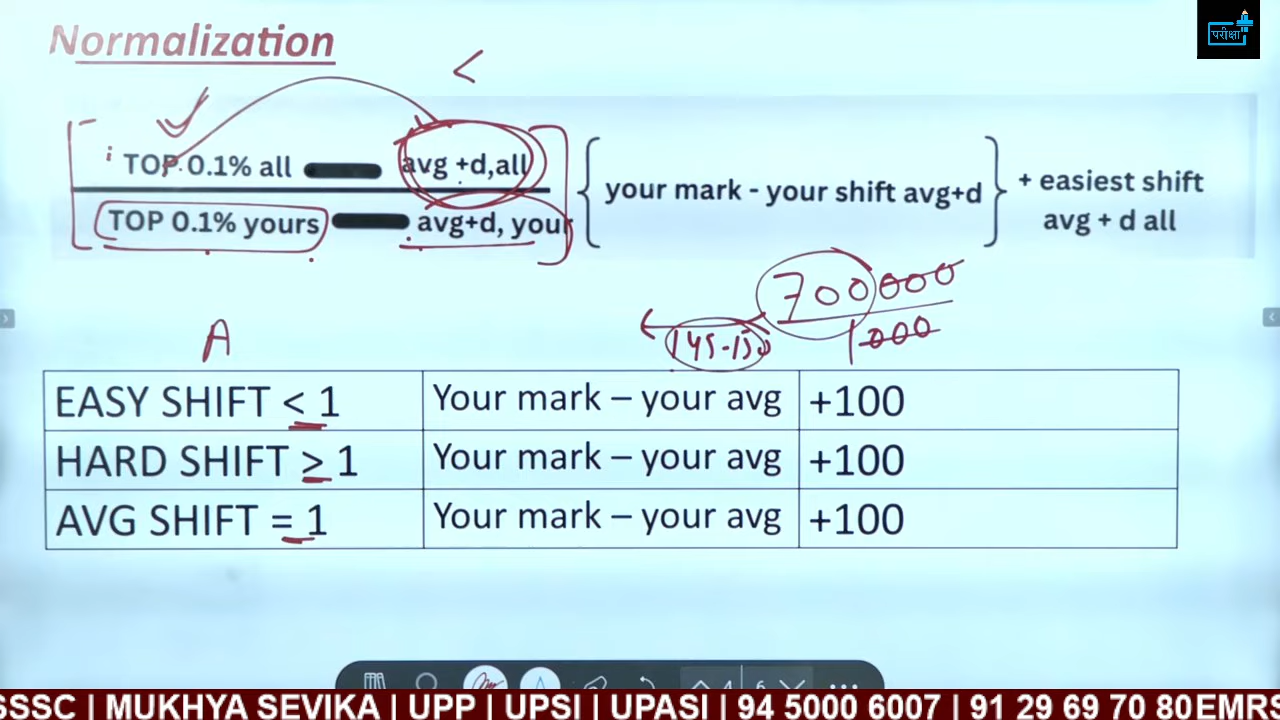 Normalization
परीक्षा
<
TOP 0.1% all avg +d,all
TOP 0.1% yours avg+d, your
your mark - your shift avg+d
+ easiest shift
avg + d all
700000
1000
145-150
A
EASY SHIFT < 1 Your mark – your avg +100
HARD SHIFT ≥ 1 Your mark – your avg +100
AVG SHIFT = 1 Your mark – your avg +100
SSSC | MUKHYA SEVIKA | UPP | UPSI | UPASI | 94 5000 6007 | 91 29 69 70 80 EMRS